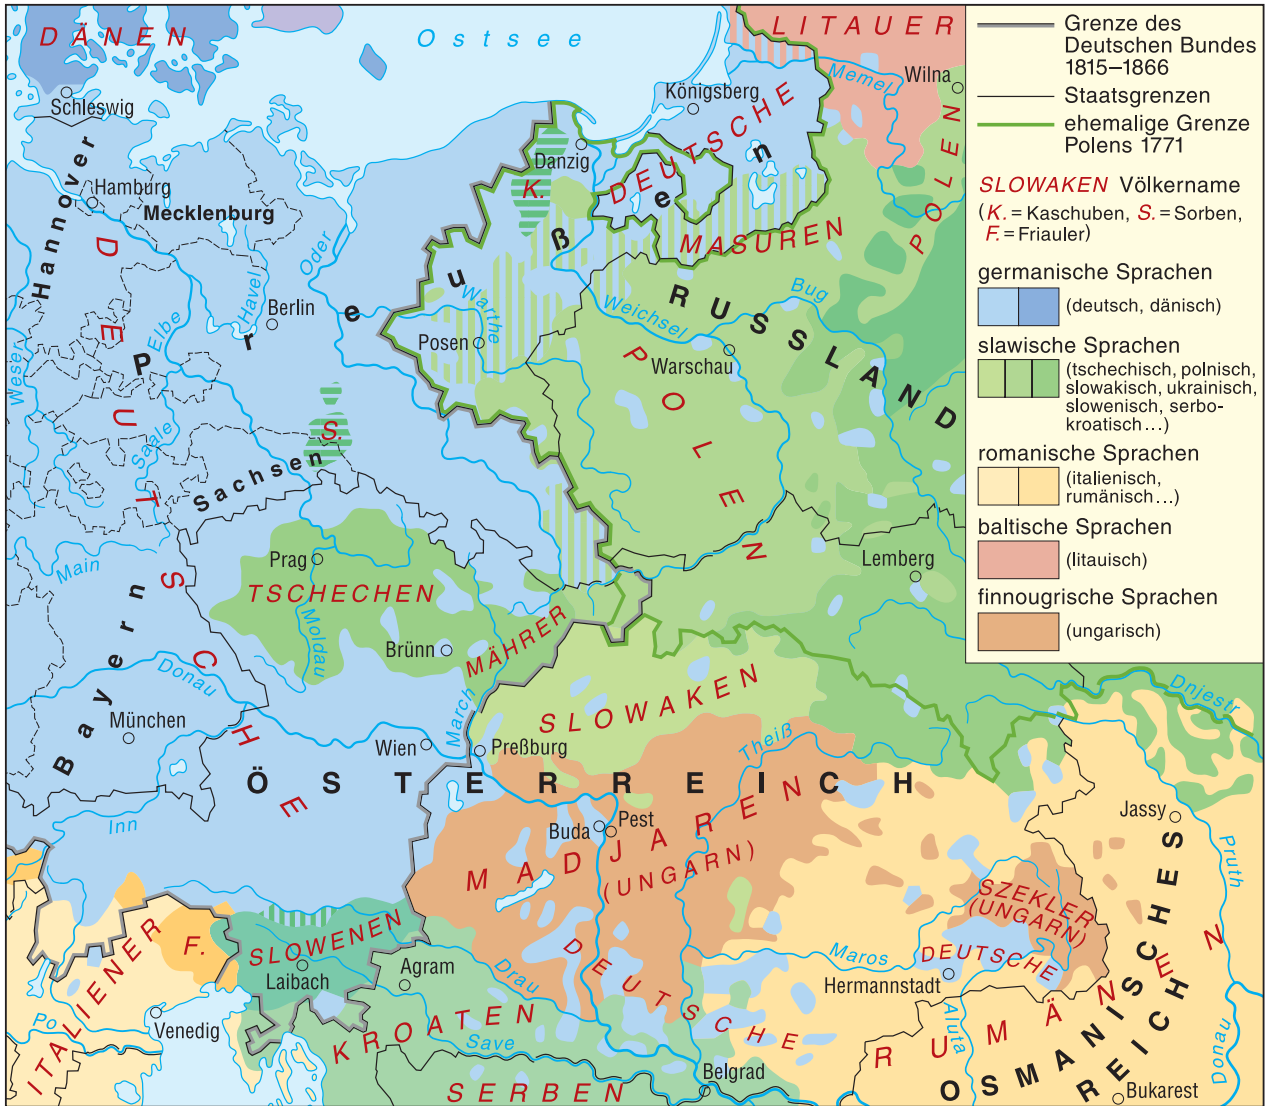 DÄNEN
Ostsee
LITAUER
Memel
Wilna
Schleswig
Königsberg
Hannover
Hamburg
Mecklenburg
Danzig
K.
DEUTSCHE
POLEN
MASUREN
Preußen
Oder
Havel
Berlin
Elbe
Weser
Warthe
Posen
Weichsel
Bug
RUSSLAND
Warschau
POLEN
Saale
S.
Sachsen
DEUTSCHE
Main
Prag
TSCHECHEN
Moldau
Brünn
MÄHRER
Lemberg
Bayern
Donau
München
March
SLOWAKEN
Dnjestr
Wien
Preßburg
Theiß
ÖSTERREICH
Inn
Buda
Pest
MADJAREN
(UNGARN)
Jassy
Pruth
SZEKLER
(UNGARN)
DEUTSCHE
Maros
Hermannstadt
ITALIENER
F.
SLOWENEN
Laibach
Agram
Drau
DEUTSCHE
Po
Venedig
KROATEN
Save
SERBEN
Belgrad
Aluta
RUMÄNEN
OSMANISCHES
REICH
Donau
Bukarest
Grenze des
Deutschen Bundes
1815–1866
Staatsgrenzen
ehemalige Grenze
Polens 1771
SLOWAKEN Völkername
(K. = Kaschuben, S. = Sorben,
F. = Friauler)
germanische Sprachen
(deutsch, dänisch)
slawische Sprachen
(tschechisch, polnisch,
slowakisch, ukrainisch,
slowenisch, serbo-
kroatisch...)
romanische Sprachen
(italienisch,
rumänisch...)
baltische Sprachen
(litauisch)
finnougrische Sprachen
(ungarisch)